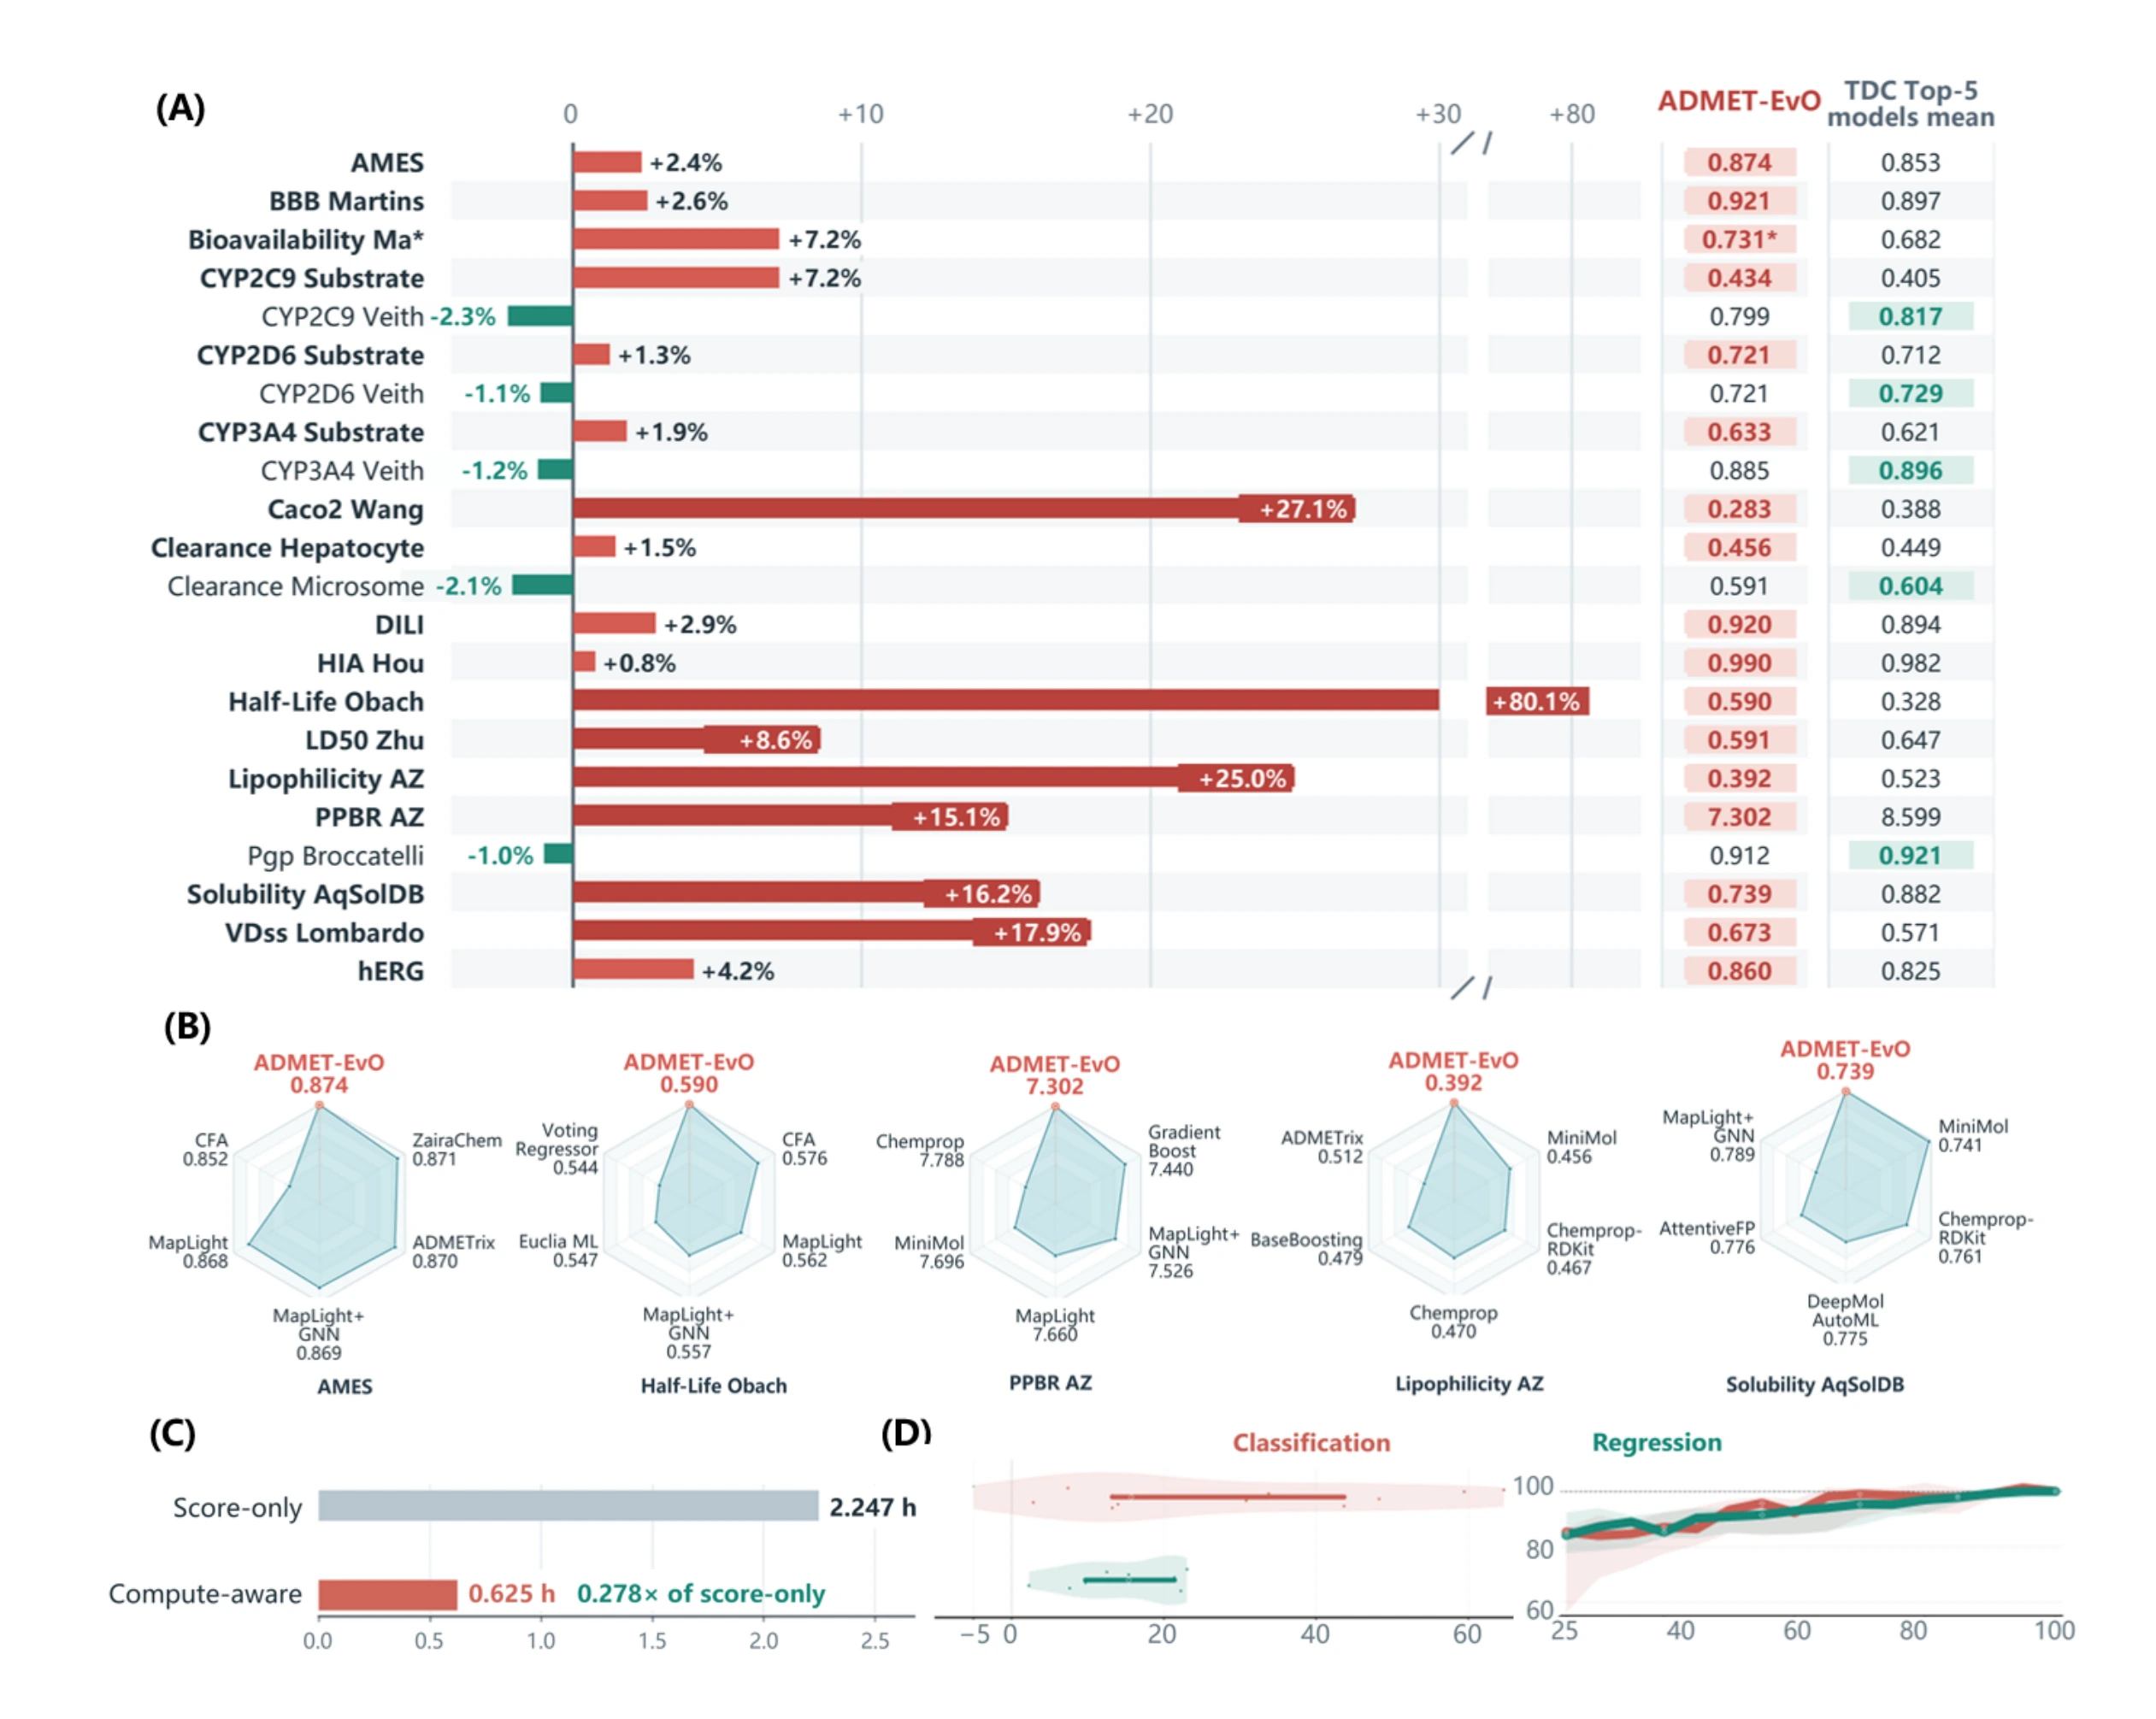 (A)
0 +10 +20 +30 +80 ADMET-EvO TDC Top-5
models mean
AMES +2.4% 0.874 0.853
BBB Martins +2.6% 0.921 0.897
Bioavailability Ma* +7.2% 0.731* 0.682
CYP2C9 Substrate +7.2% 0.434 0.405
CYP2C9 Veith -2.3% 0.799 0.817
CYP2D6 Substrate +1.3% 0.721 0.712
CYP2D6 Veith -1.1% 0.721 0.729
CYP3A4 Substrate +1.9% 0.633 0.621
CYP3A4 Veith -1.2% 0.885 0.896
Caco2 Wang +27.1% 0.283 0.388
Clearance Hepatocyte +1.5% 0.456 0.449
Clearance Microsome -2.1% 0.591 0.604
DILI +2.9% 0.920 0.894
HIA Hou +0.8% 0.990 0.982
Half-Life Obach +80.1% 0.590 0.328
LD50 Zhu +8.6% 0.591 0.647
Lipophilicity AZ +25.0% 0.392 0.523
PPBR AZ +15.1% 7.302 8.599
Pgp Broccatelli -1.0% 0.912 0.921
Solubility AqSolDB +16.2% 0.739 0.882
VDss Lombardo +17.9% 0.673 0.571
hERG +4.2% 0.860 0.825
(B)
ADMET-EvO
0.874
CFA
0.852
ZairaChem
0.871
MapLight
0.868
ADMETrix
0.870
MapLight+
GNN
0.869
AMES
ADMET-EvO
0.590
Voting
Regressor
0.544
CFA
0.576
Euclia ML
0.547
MapLight
0.562
MapLight+
GNN
0.557
Half-Life Obach
ADMET-EvO
7.302
Chemprop
7.788
Gradient
Boost
7.440
MiniMol
7.696
MapLight+
GNN
7.526
MapLight
7.660
PPBR AZ
ADMET-EvO
0.392
ADMETrix
0.512
MiniMol
0.456
BaseBoosting
0.479
Chemprop-
RDKit
0.467
Chemprop
0.470
Lipophilicity AZ
ADMET-EvO
0.739
MapLight+
GNN
0.789
MiniMol
0.741
AttentiveFP
0.776
Chemprop-
RDKit
0.761
DeepMol
AutoML
0.775
Solubility AqSolDB
(C)
Score-only 2.247 h
Compute-aware 0.625 h 0.278× of score-only
0.0 0.5 1.0 1.5 2.0 2.5
(D)
Classification Regression
−5 0 20 40 60
100
80
60
25 40 60 80 100